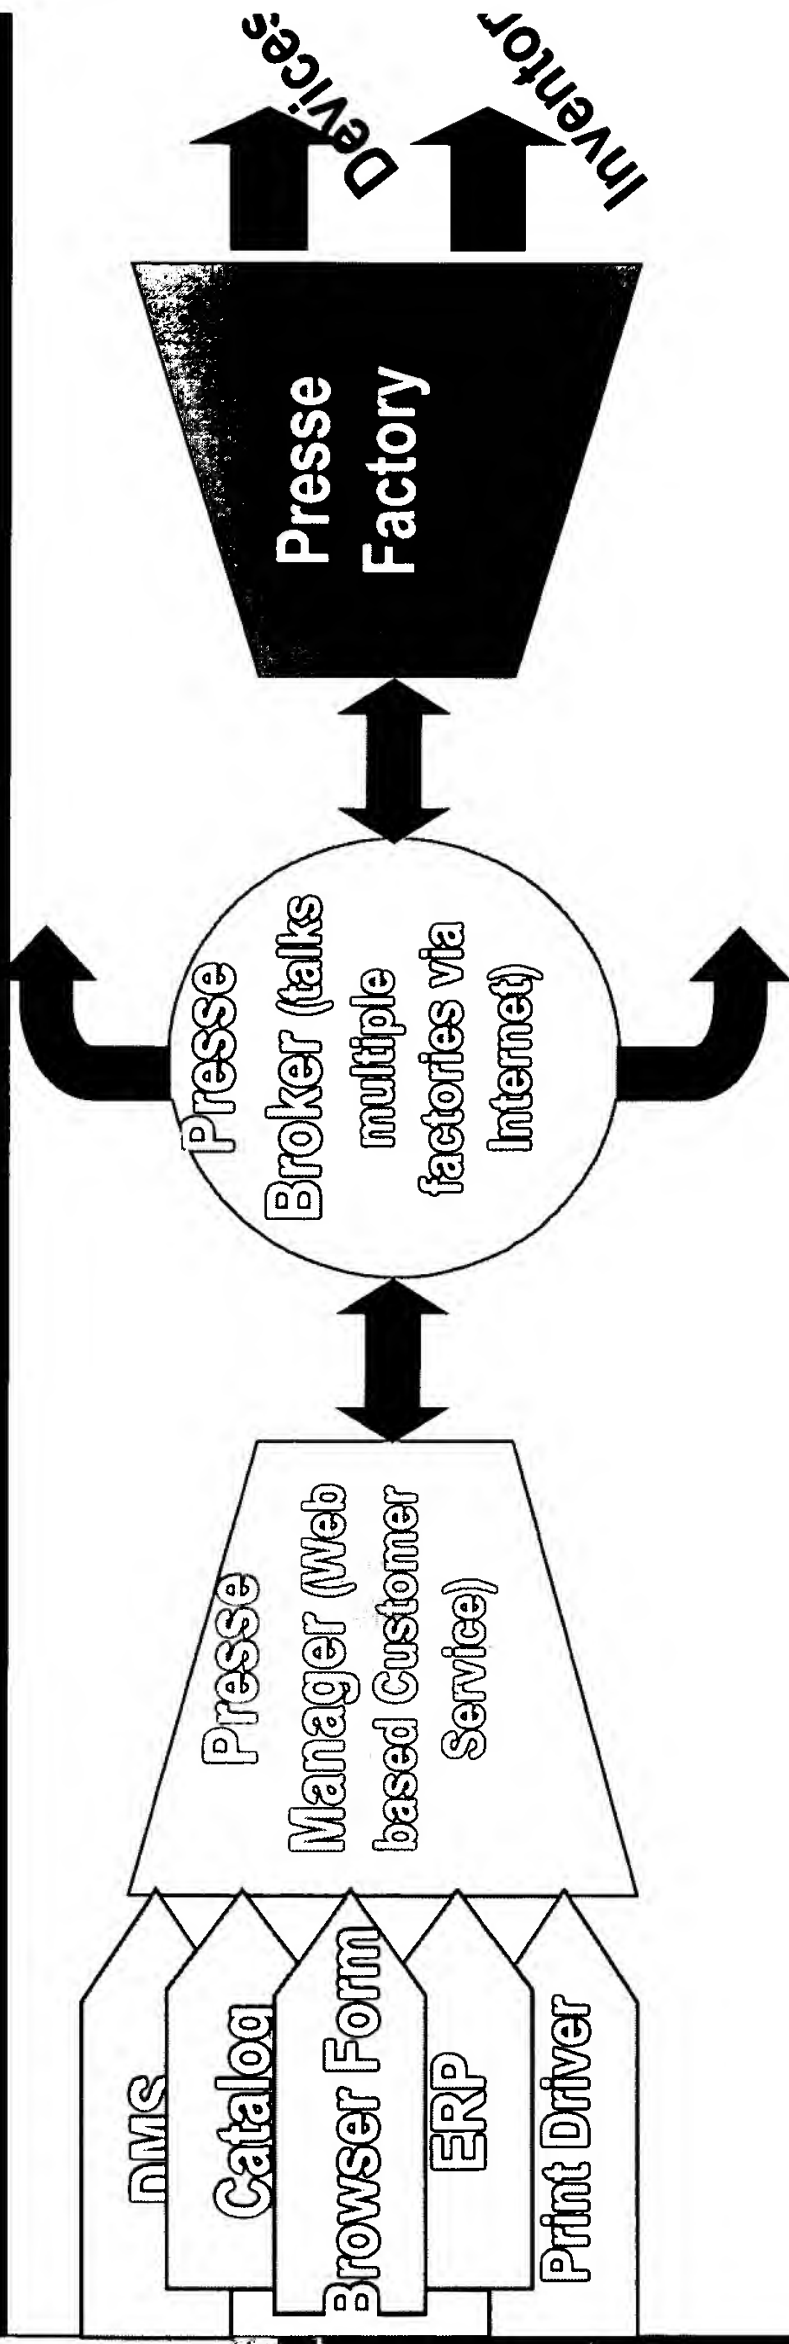 DMS
Catalog
Browser Form
ERP
Print Driver
Presse
Manager (Web
based Customer
Service)
Presse
Broker (talks
multiple
factories via
Internet)
Presse
Factory
Devices
Inventor